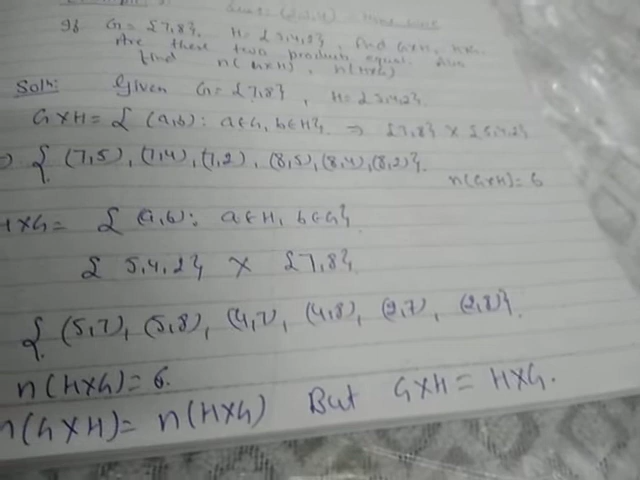 If G = {7,8}, H = {5,4,2}, find G×H, H×G.
Are these two products equal. Also
find n(H×H), n(H×G)
Soln: Given G = {7,8}, H = {5,4,2}.
G×H = { (a,b): a∈G, b∈H} ⇒ {7,8} × {5,4,2}
{ (7,5), (7,4), (7,2), (8,5), (8,4), (8,2)}.
n(G×H) = 6
H×G = { (a,b): a∈H, b∈G}.
{ 5,4,2} × {7,8}
{ (5,7), (5,8), (4,7), (4,8), (2,7), (2,8)}.
n(H×G) = 6.
n(G×H) = n(H×G) But G×H = H×G.